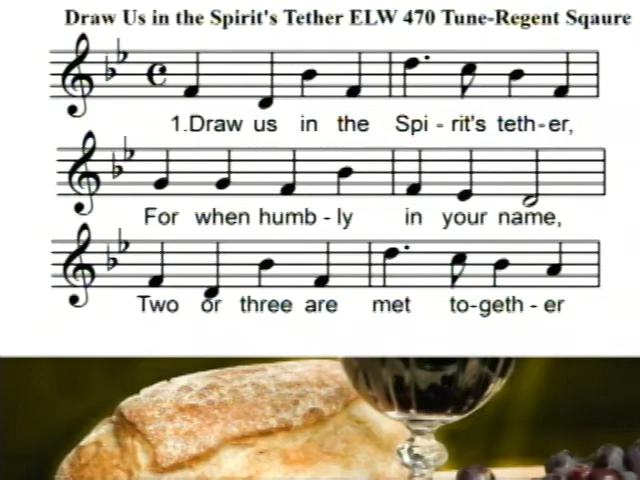 Draw Us in the Spirit's Tether ELW 470 Tune-Regent Sqaure
1.Draw us in the Spi - rit's teth-er,
For when humb - ly in your name,
Two or three are met to-geth - er